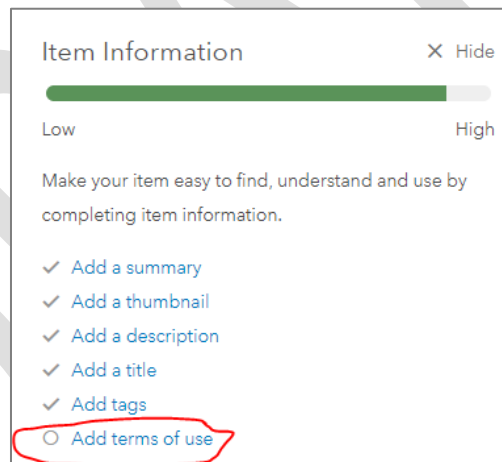 Item Information
× Hide
Low
High
Make your item easy to find, understand and use by
completing item information.
✓ Add a summary
✓ Add a thumbnail
✓ Add a description
✓ Add a title
✓ Add tags
○ Add terms of use